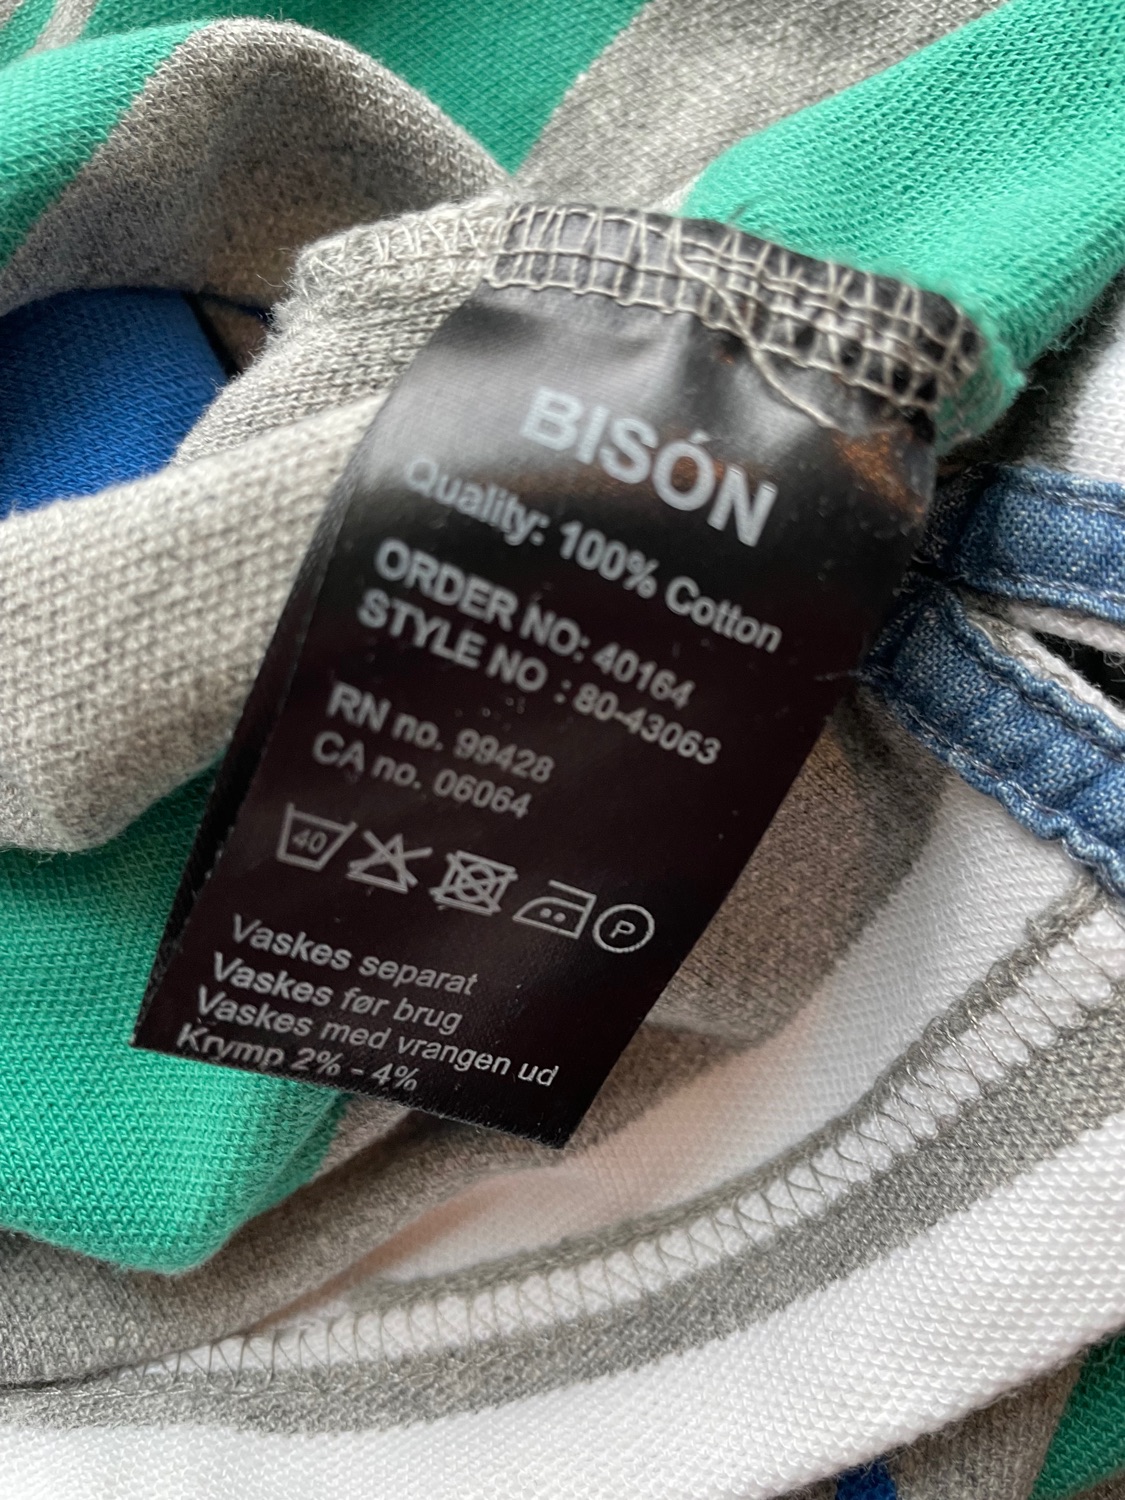 BISÓN
Quality: 100% Cotton
ORDER NO: 40164
STYLE NO : 80-43063
RN no. 99428
CA no. 06064
40
P
Vaskes separat
Vaskes før brug
Vaskes med vrangen ud
Krymp 2% - 4%